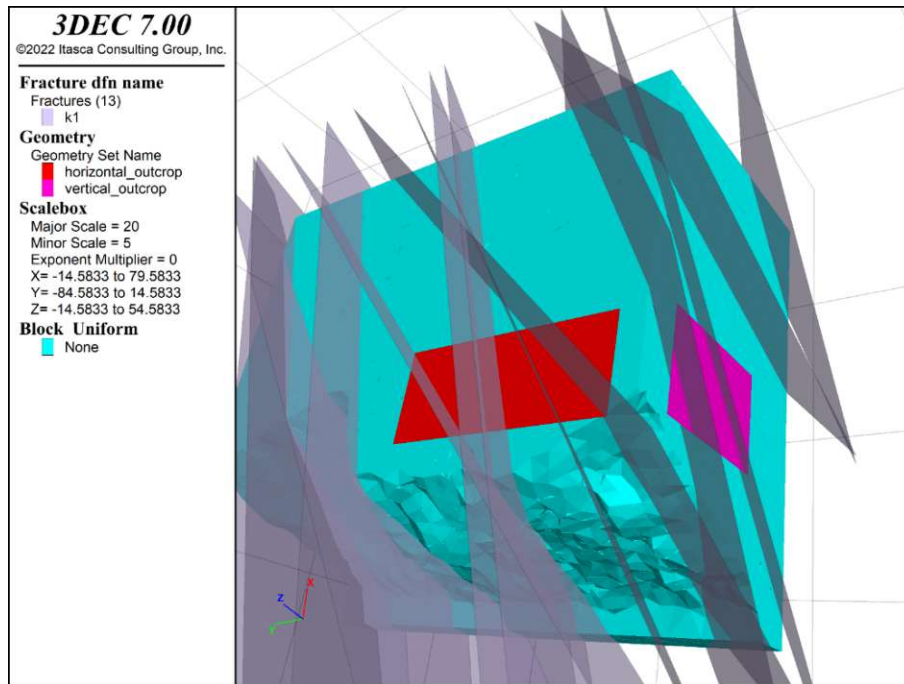 3DEC 7.00
©2022 Itasca Consulting Group, Inc.
Fracture dfn name
Fractures (13)
k1
Geometry
Geometry Set Name
horizontal_outcrop
vertical_outcrop
Scalebox
Major Scale = 20
Minor Scale = 5
Exponent Multiplier = 0
X= -14.5833 to 79.5833
Y= -84.5833 to 14.5833
Z= -14.5833 to 54.5833
Block Uniform
None
Z
X
Y